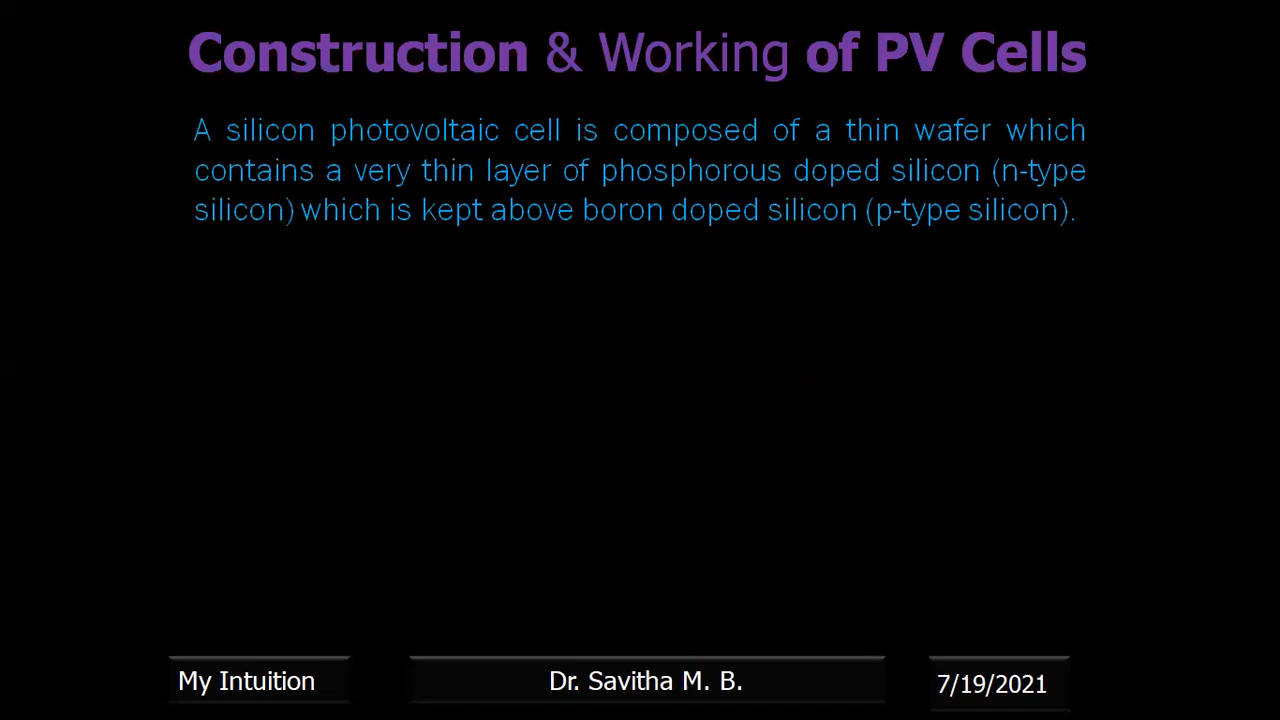 Construction & Working of PV Cells
A silicon photovoltaic cell is composed of a thin wafer which
contains a very thin layer of phosphorous doped silicon (n-type
silicon) which is kept above boron doped silicon (p-type silicon).
My Intuition
Dr. Savitha M. B.
7/19/2021